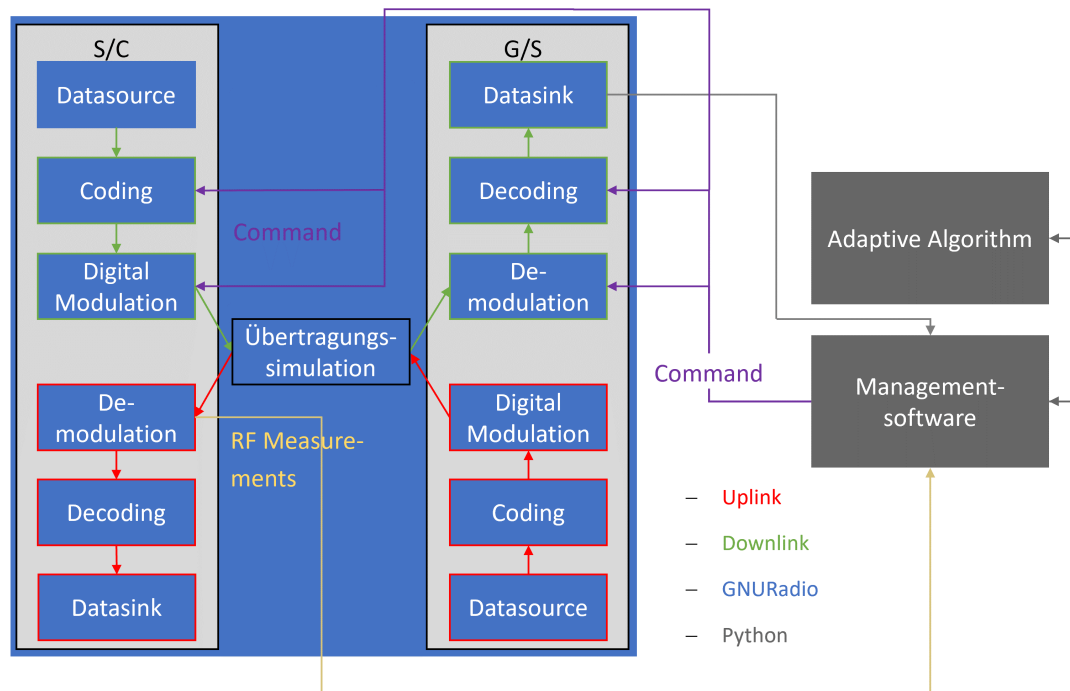 S/C
Datasource
Coding
Digital
Modulation
De-
modulation
Decoding
Datasink
Command
Übertragungs-
simulation
RF Measure-
ments
G/S
Datasink
Decoding
De-
modulation
Digital
Modulation
Coding
Datasource
Command
Adaptive Algorithm
Management-
software
– Uplink
– Downlink
– GNURadio
– Python